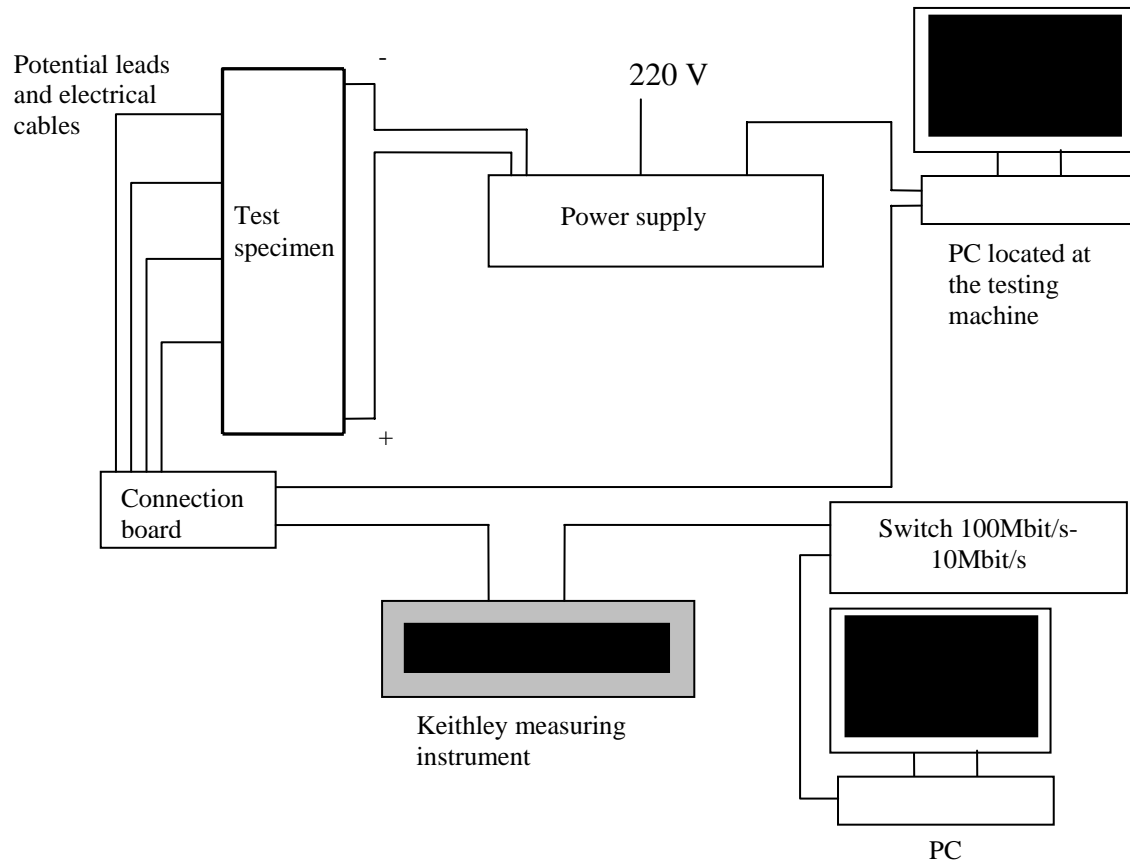 Potential leads
and electrical
cables
-
220 V
Test
specimen
Power supply
PC located at
the testing
machine
+
Connection
board
Switch 100Mbit/s-
10Mbit/s
Keithley measuring
instrument
PC